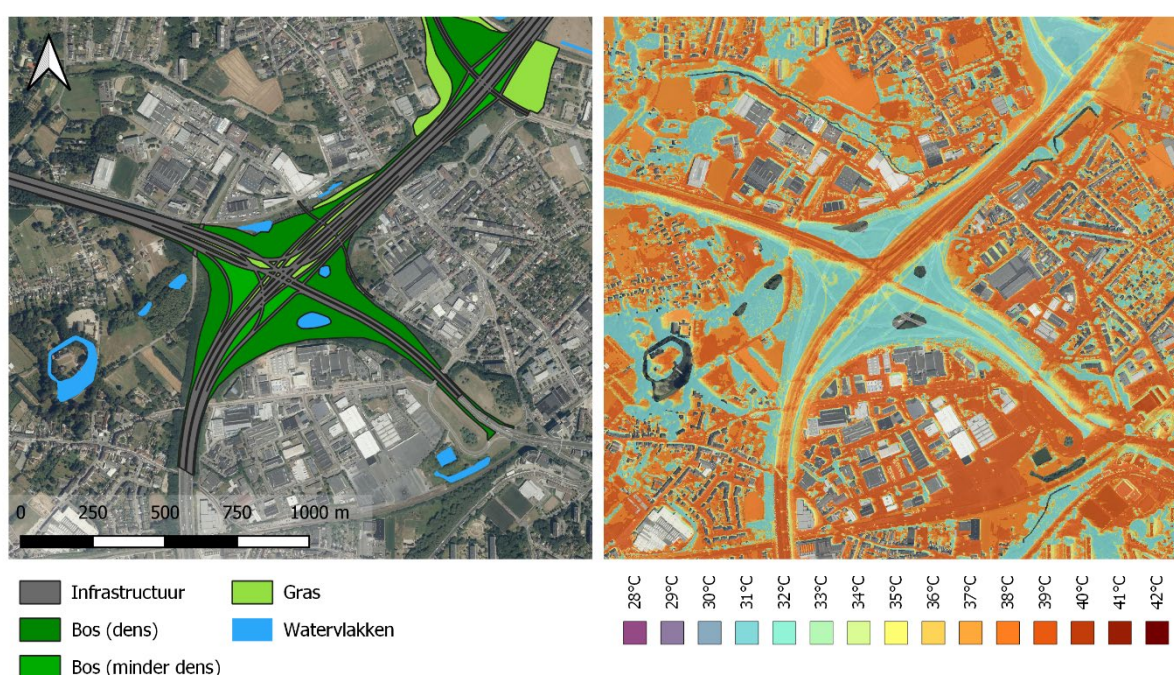 0 250 500 750 1000 m
Infrastructuur
Gras
Bos (dens)
Watervlakken
Bos (minder dens)
28°C 29°C 30°C 31°C 32°C 33°C 34°C 35°C 36°C 37°C 38°C 39°C 40°C 41°C 42°C